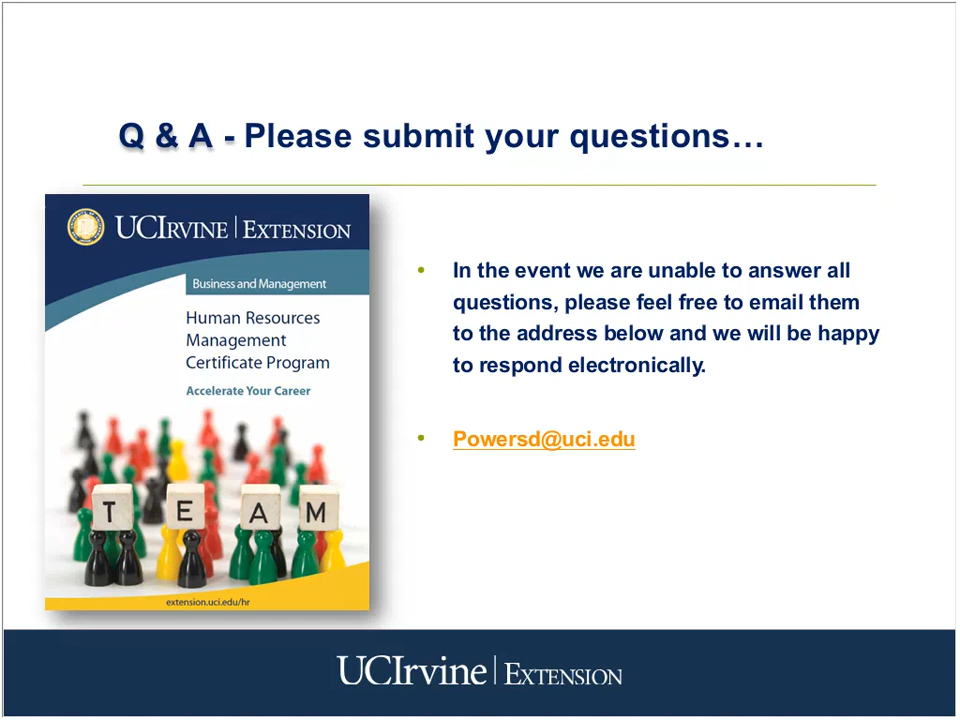 Q & A - Please submit your questions…
UCIRVINE | EXTENSION
Business and Management
Human Resources
Management
Certificate Program
Accelerate Your Career
T E A M
extension.uci.edu/hr
• In the event we are unable to answer all
questions, please feel free to email them
to the address below and we will be happy
to respond electronically.
• Powersd@uci.edu
UCIrvine | EXTENSION